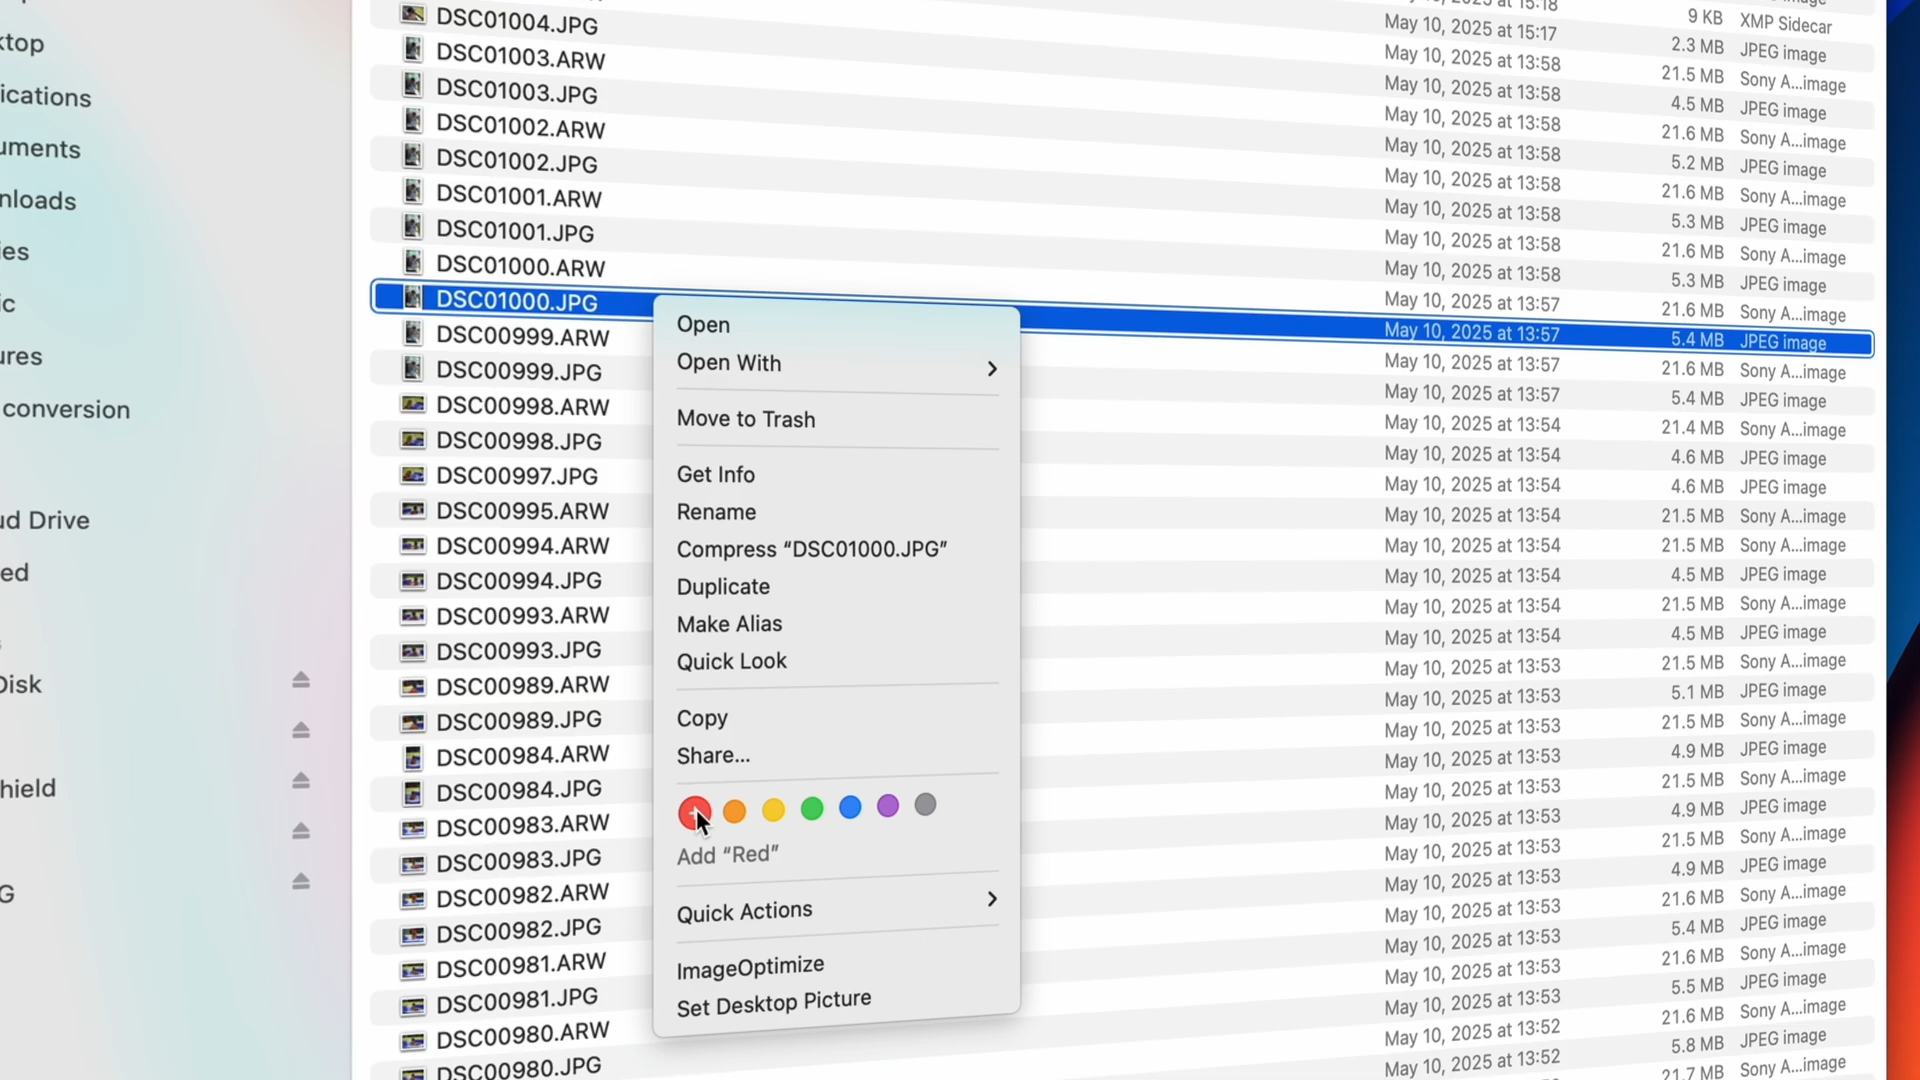 ktop
ications
uments
nloads
ies
ic
ures
conversion
ud Drive
ed
Disk
hield
G
DSC01004.JPG
DSC01003.ARW
DSC01003.JPG
DSC01002.ARW
DSC01002.JPG
DSC01001.ARW
DSC01001.JPG
DSC01000.ARW
DSC01000.JPG
DSC00999.ARW
DSC00999.JPG
DSC00998.ARW
DSC00998.JPG
DSC00997.JPG
DSC00995.ARW
DSC00994.ARW
DSC00994.JPG
DSC00993.ARW
DSC00993.JPG
DSC00989.ARW
DSC00989.JPG
DSC00984.ARW
DSC00984.JPG
DSC00983.ARW
DSC00983.JPG
DSC00982.ARW
DSC00982.JPG
DSC00981.ARW
DSC00981.JPG
DSC00980.ARW
DSC00980.JPG
Open
Open With
Move to Trash
Get Info
Rename
Compress “DSC01000.JPG”
Duplicate
Make Alias
Quick Look
Copy
Share...
Add “Red”
Quick Actions
ImageOptimize
Set Desktop Picture
at 15:18
May 10, 2025 at 15:17
May 10, 2025 at 13:58
May 10, 2025 at 13:58
May 10, 2025 at 13:58
May 10, 2025 at 13:58
May 10, 2025 at 13:58
May 10, 2025 at 13:58
May 10, 2025 at 13:58
May 10, 2025 at 13:58
May 10, 2025 at 13:57
May 10, 2025 at 13:57
May 10, 2025 at 13:57
May 10, 2025 at 13:57
May 10, 2025 at 13:54
May 10, 2025 at 13:54
May 10, 2025 at 13:54
May 10, 2025 at 13:54
May 10, 2025 at 13:54
May 10, 2025 at 13:54
May 10, 2025 at 13:54
May 10, 2025 at 13:54
May 10, 2025 at 13:53
May 10, 2025 at 13:53
May 10, 2025 at 13:53
May 10, 2025 at 13:53
May 10, 2025 at 13:53
May 10, 2025 at 13:53
May 10, 2025 at 13:53
May 10, 2025 at 13:53
May 10, 2025 at 13:53
May 10, 2025 at 13:53
May 10, 2025 at 13:53
May 10, 2025 at 13:52
May 10, 2025 at 13:52
9 KB XMP Sidecar
2.3 MB JPEG image
21.5 MB Sony A...image
4.5 MB JPEG image
21.6 MB Sony A...image
5.2 MB JPEG image
21.6 MB Sony A...image
5.3 MB JPEG image
21.6 MB Sony A...image
5.3 MB JPEG image
21.6 MB Sony A...image
5.4 MB JPEG image
21.6 MB Sony A...image
5.4 MB JPEG image
21.4 MB Sony A...image
4.6 MB JPEG image
4.6 MB JPEG image
21.5 MB Sony A...image
21.5 MB Sony A...image
4.5 MB JPEG image
21.5 MB Sony A...image
4.5 MB JPEG image
21.5 MB Sony A...image
5.1 MB JPEG image
21.5 MB Sony A...image
4.9 MB JPEG image
21.5 MB Sony A...image
4.9 MB JPEG image
21.5 MB Sony A...image
4.9 MB JPEG image
21.6 MB Sony A...image
5.4 MB JPEG image
21.6 MB Sony A...image
5.5 MB JPEG image
21.6 MB Sony A...image
5.8 MB JPEG image
21.7 MB Sony A...image